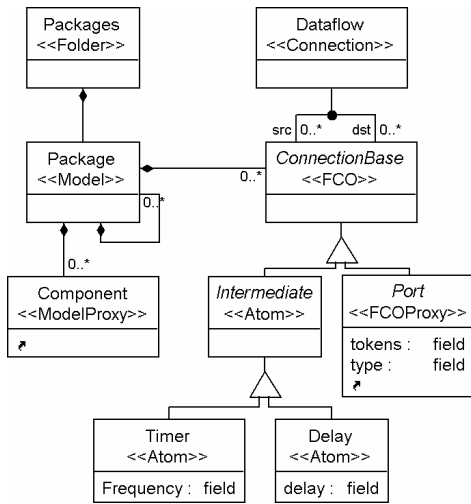 Packages
<<Folder>>
Dataflow
<<Connection>>
src 0..* dst 0..*
Package
<<Model>>
0..*
0..*
ConnectionBase
<<FCO>>
0..*
Component
<<ModelProxy>>
Intermediate
<<Atom>>
Port
<<FCOProxy>>
tokens : field
type : field
Timer
<<Atom>>
Frequency : field
Delay
<<Atom>>
delay : field